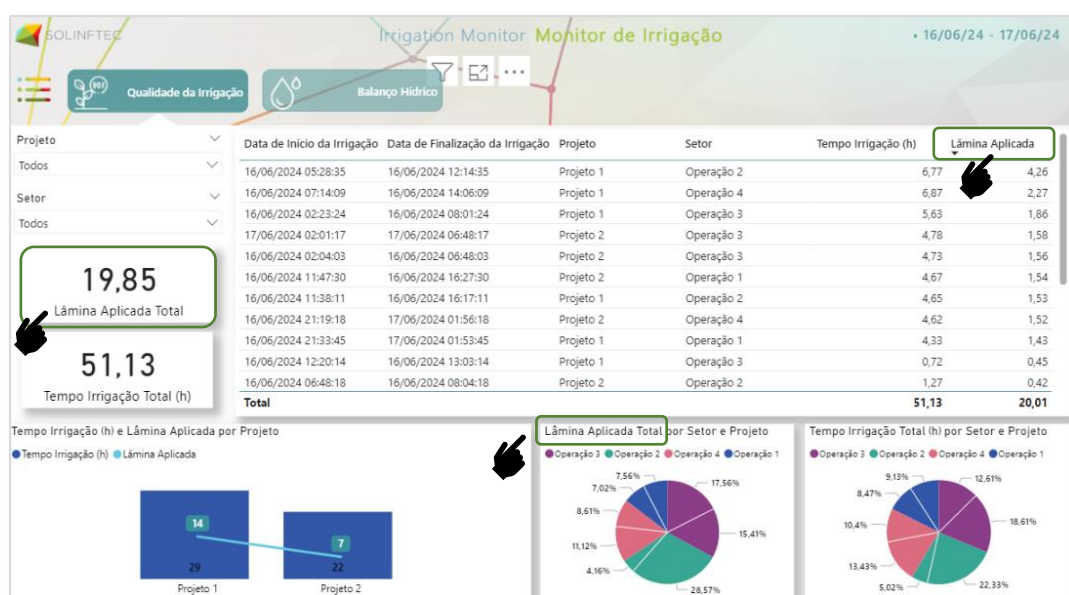 SOLINFTEC
Irrigation Monitor Monitor de Irrigação
• 16/06/24 - 17/06/24
Qualidade da Irrigação
Balanço Hídrico
Projeto
Todos
Setor
Todos
19,85
Lâmina Aplicada Total
51,13
Tempo Irrigação Total (h)
Data de Início da Irrigação Data de Finalização da Irrigação Projeto Setor Tempo Irrigação (h) Lâmina Aplicada
16/06/2024 05:28:35 16/06/2024 12:14:35 Projeto 1 Operação 2 6,77 4,26
16/06/2024 07:14:09 16/06/2024 14:06:09 Projeto 1 Operação 4 6,87 2,27
16/06/2024 02:23:24 16/06/2024 08:01:24 Projeto 1 Operação 3 5,63 1,86
17/06/2024 02:01:17 17/06/2024 06:48:17 Projeto 2 Operação 3 4,78 1,58
16/06/2024 02:04:03 16/06/2024 06:48:03 Projeto 2 Operação 3 4,73 1,56
16/06/2024 11:47:30 16/06/2024 16:27:30 Projeto 2 Operação 1 4,67 1,54
16/06/2024 11:38:11 16/06/2024 16:17:11 Projeto 1 Operação 2 4,65 1,53
16/06/2024 21:19:18 17/06/2024 01:56:18 Projeto 2 Operação 4 4,62 1,52
16/06/2024 21:33:45 17/06/2024 01:53:45 Projeto 1 Operação 1 4,33 1,43
16/06/2024 12:20:14 16/06/2024 13:03:14 Projeto 1 Operação 3 0,72 0,45
16/06/2024 06:48:18 16/06/2024 08:04:18 Projeto 2 Operação 2 1,27 0,42
Total 51,13 20,01
Tempo Irrigação (h) e Lâmina Aplicada por Projeto
Tempo Irrigação (h) Lâmina Aplicada
14
7
29
22
Projeto 1 Projeto 2
Lâmina Aplicada Total por Setor e Projeto
Operação 3 Operação 2 Operação 4 Operação 1
7,56%
17,56%
7,02%
8,61%
15,41%
11,12%
4,16%
28,57%
Tempo Irrigação Total (h) por Setor e Projeto
Operação 3 Operação 2 Operação 4 Operação 1
9,13%
12,61%
8,47%
18,61%
10,4%
13,43%
5,02%
22,33%